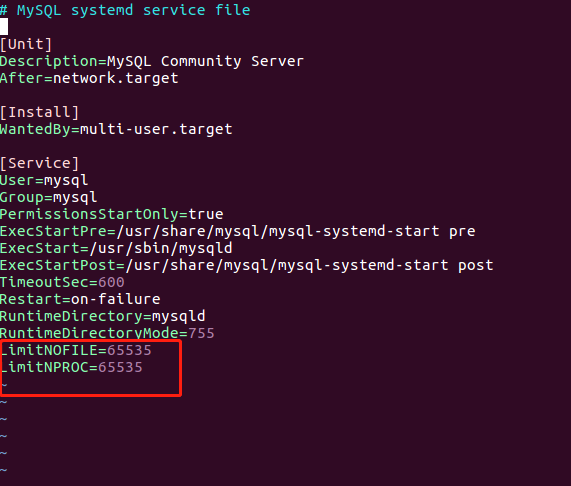 # MySQL systemd service file
[Unit]
Description=MySQL Community Server
After=network.target
[Install]
WantedBy=multi-user.target
[Service]
User=mysql
Group=mysql
PermissionsStartOnly=true
ExecStartPre=/usr/share/mysql/mysql-systemd-start pre
ExecStart=/usr/sbin/mysqld
ExecStartPost=/usr/share/mysql/mysql-systemd-start post
TimeoutSec=600
Restart=on-failure
RuntimeDirectory=mysqld
RuntimeDirectoryMode=755
LimitNOFILE=65535
LimitNPROC=65535
~
~
~
~
~
~